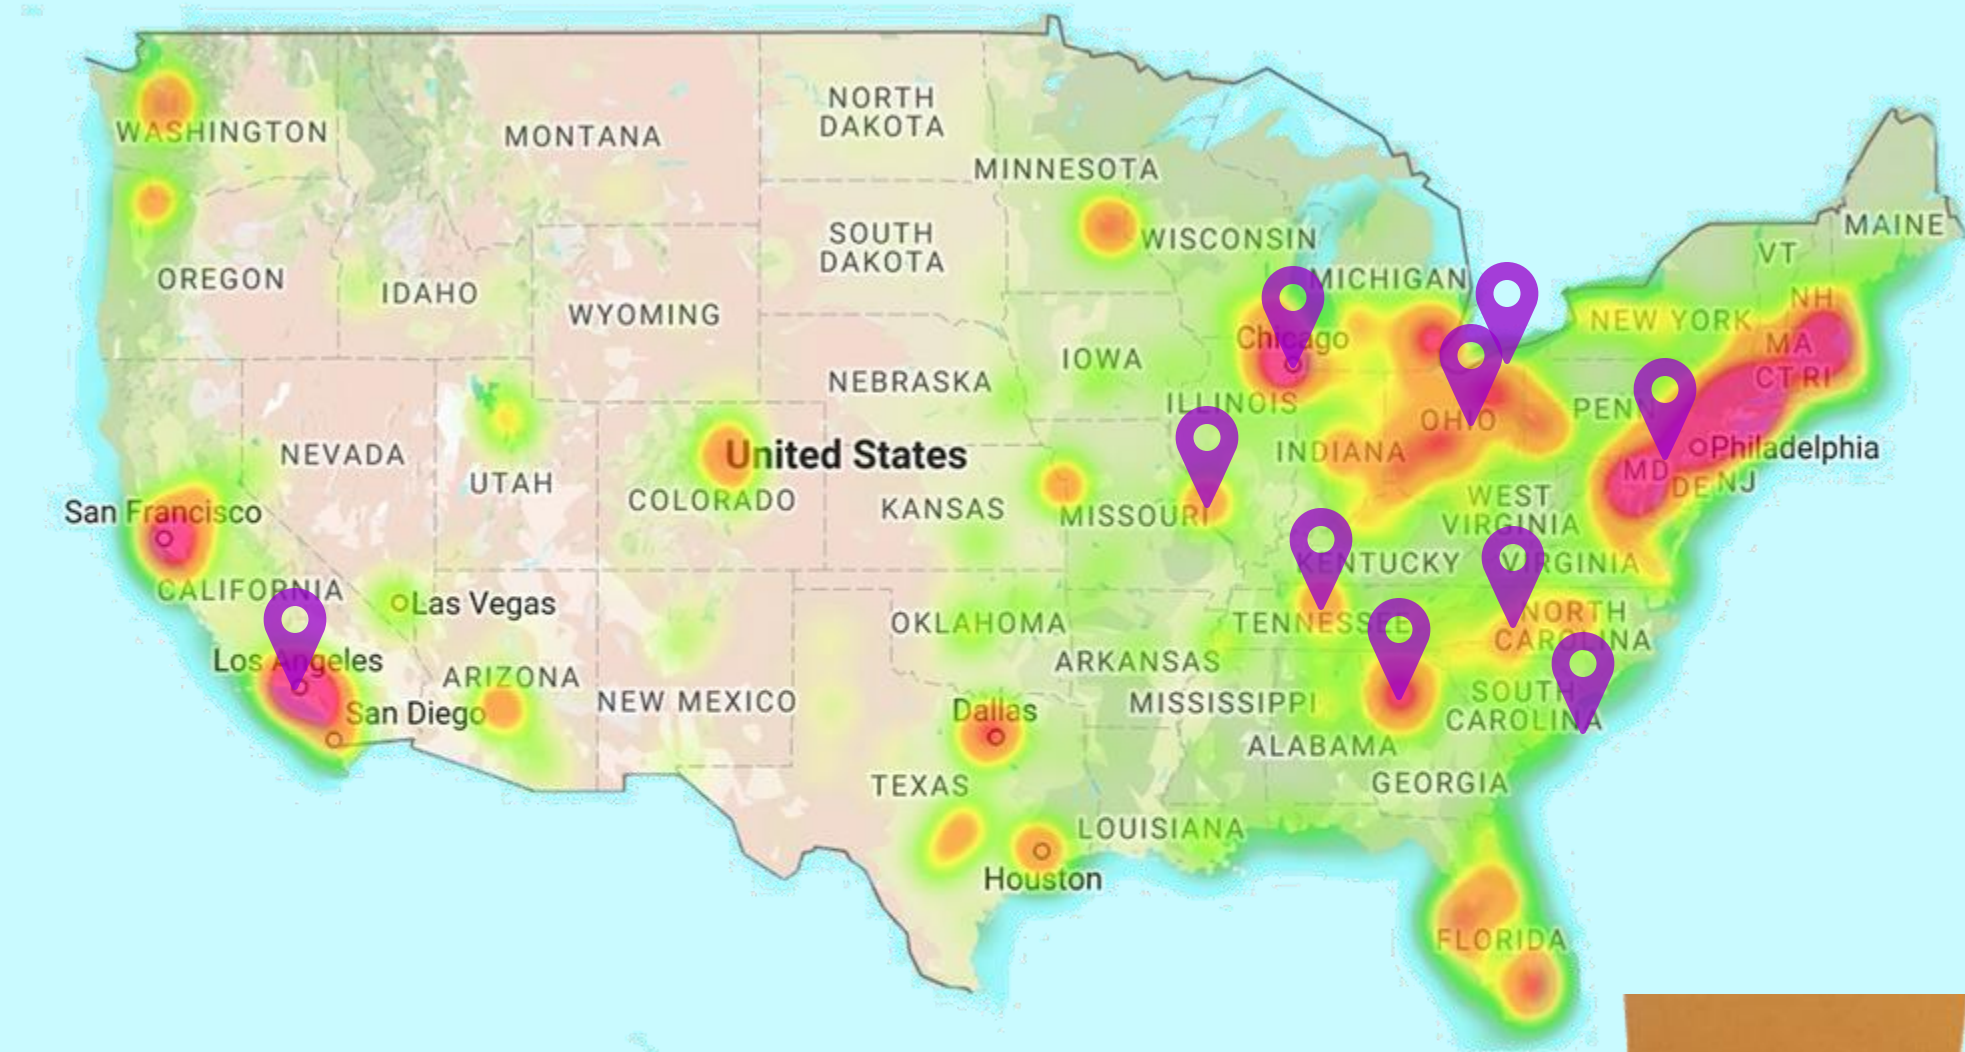 NORTH
DAKOTA
WASHINGTON
MONTANA
MINNESOTA
MAINE
SOUTH
DAKOTA
WISCONSIN
VT
OREGON
IDAHO
MICHIGAN
NH
WYOMING
NEW YORK
Chicago
MA
IOWA
CT RI
NEBRASKA
ILLINOIS
OHIO
PENN
NEVADA
United States
INDIANA
Philadelphia
UTAH
MD
DE NJ
COLORADO
KANSAS
MISSOURI
WEST
VIRGINIA
San Francisco
KENTUCKY
VIRGINIA
CALIFORNIA
Las Vegas
OKLAHOMA
TENNESSEE
NORTH
CAROLINA
Los Angeles
ARIZONA
ARKANSAS
NEW MEXICO
MISSISSIPPI
SOUTH
CAROLINA
San Diego
Dallas
ALABAMA
TEXAS
GEORGIA
LOUISIANA
Houston
FLORIDA